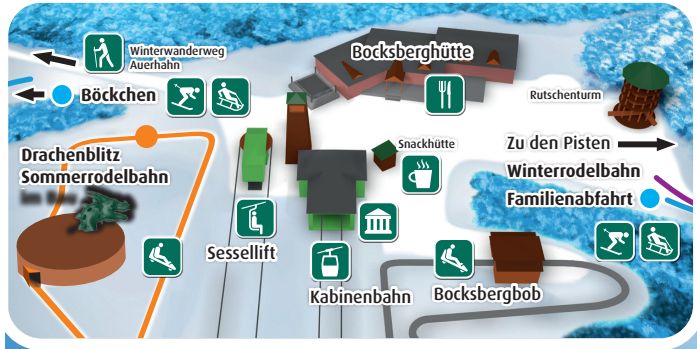 Winterwanderweg
Auerhahn
Böckchen
Bocksberghütte
Rutschenturm
Snackhütte
Zu den Pisten
Winterrodelbahn
Familienabfahrt
Drachenblitz
Sommerrodelbahn
Sessellift
Kabinenbahn
Bocksbergbob